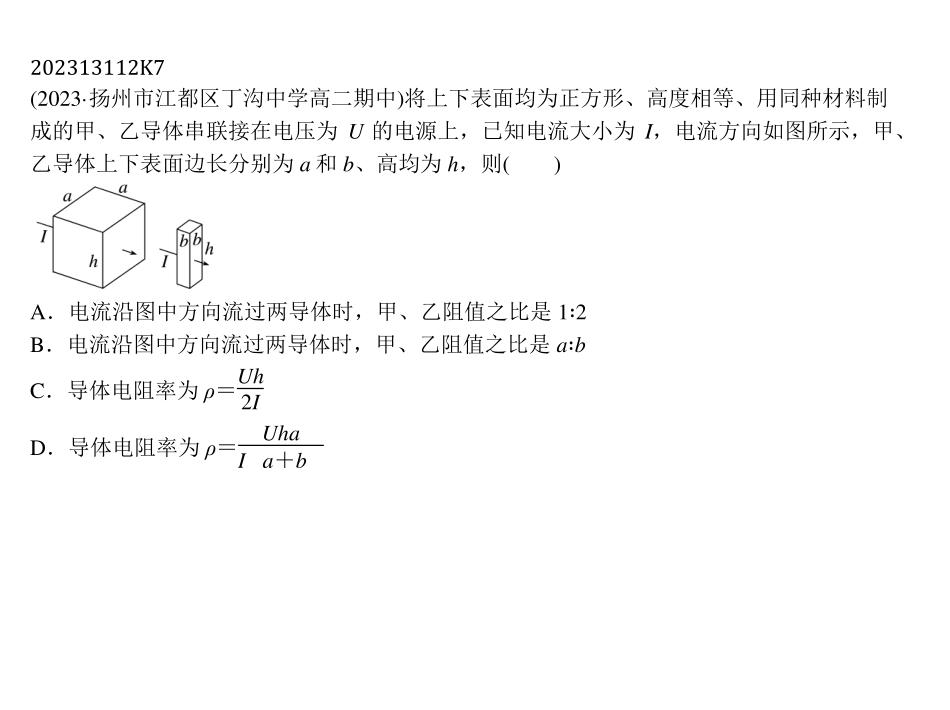 202313112K7
(2023·扬州市江都区丁沟中学高二期中)将上下表面均为正方形、高度相等、用同种材料制
成的甲、乙导体串联接在电压为 U 的电源上，已知电流大小为 I，电流方向如图所示，甲、
乙导体上下表面边长分别为 a 和 b、高均为 h，则(　　)
a a
I h
b b h
I
A．电流沿图中方向流过两导体时，甲、乙阻值之比是 1∶2
B．电流沿图中方向流过两导体时，甲、乙阻值之比是 a∶b
C．导体电阻率为 ρ＝Uh/2I
D．导体电阻率为 ρ＝Uha/I a＋b